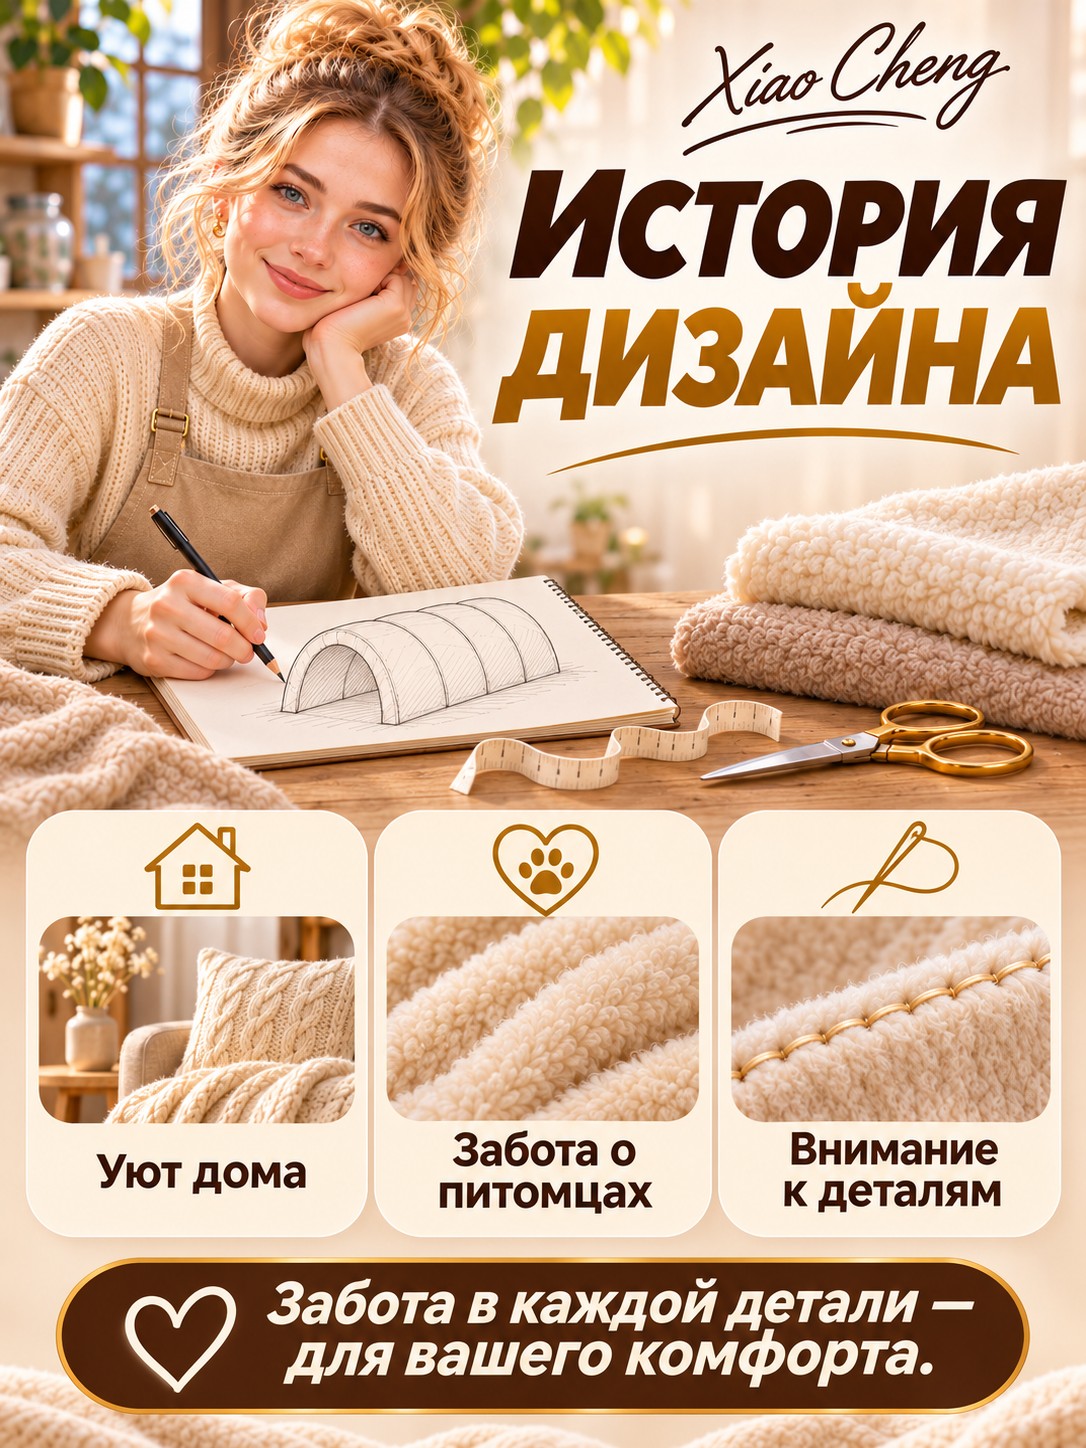 Xiao Cheng
История
дизайна
Уют дома
Забота о
питомцах
Внимание
к деталям
Забота в каждой детали —
для вашего комфорта.